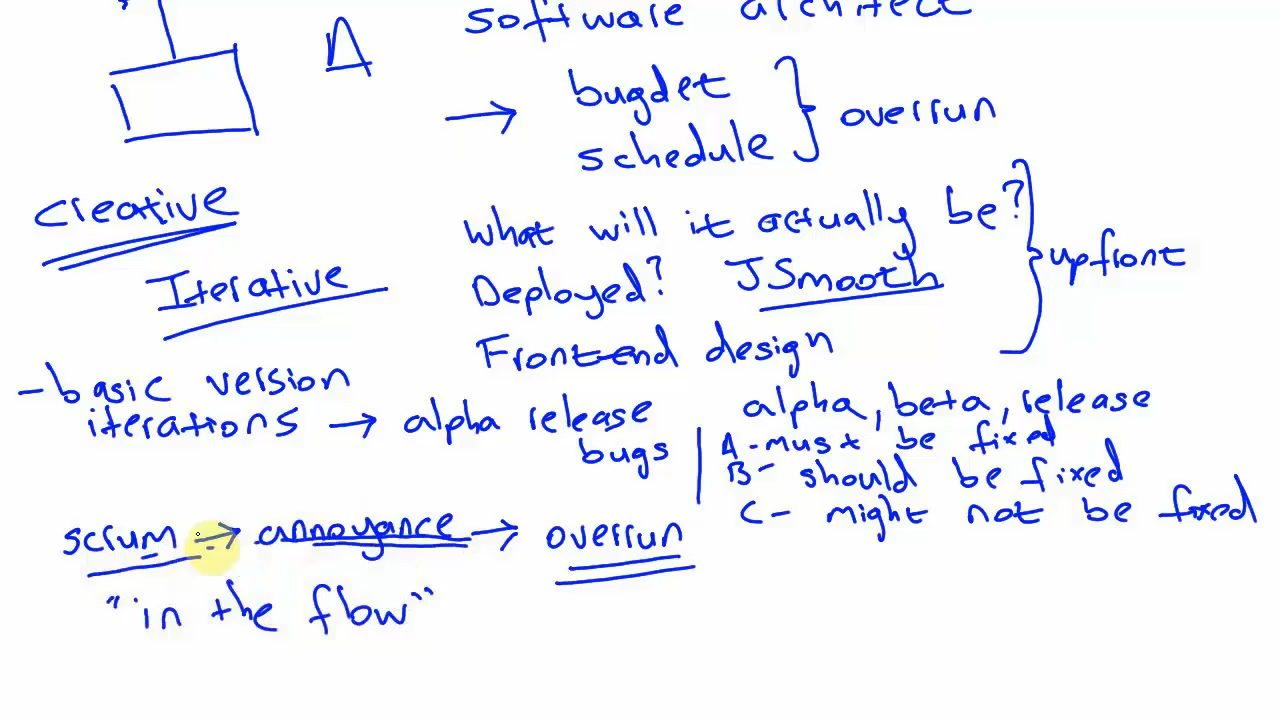 software architect
A
→ bugdet
schedule } overrun
creative
What will it actually be?
Iterative
Deployed? JSmooth } upfront
Front-end design
- basic version
iterations → alpha release
bugs
alpha, beta, release
A - must be fixed
B - should be fixed
C - might not be fixed
scrum → annoyance → overrun
"in the flow"